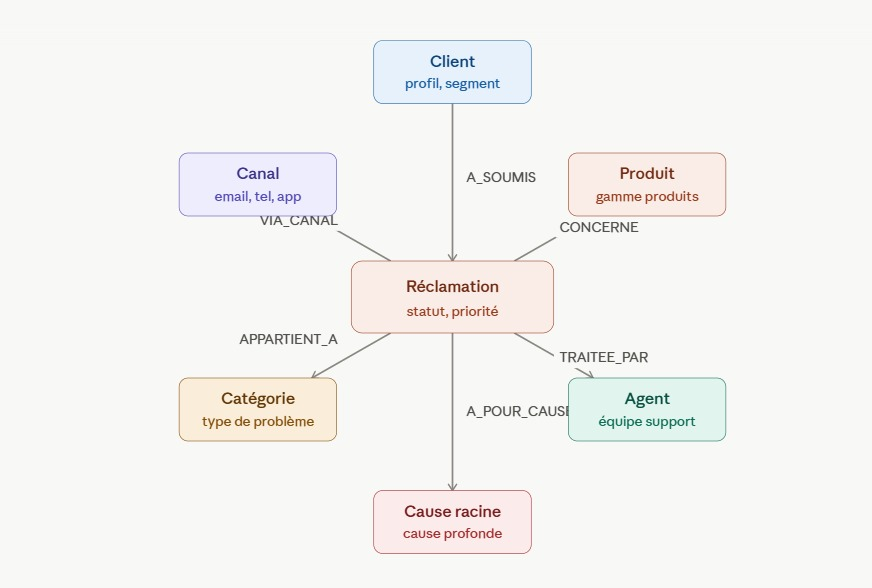 Client
profil, segment
Canal
email, tel, app
Produit
gamme produits
A_SOUMIS
VIA_CANAL
CONCERNE
Réclamation
statut, priorité
APPARTIENT_A
TRAITEE_PAR
Catégorie
type de problème
A_POUR_CAUSE
Agent
équipe support
Cause racine
cause profonde